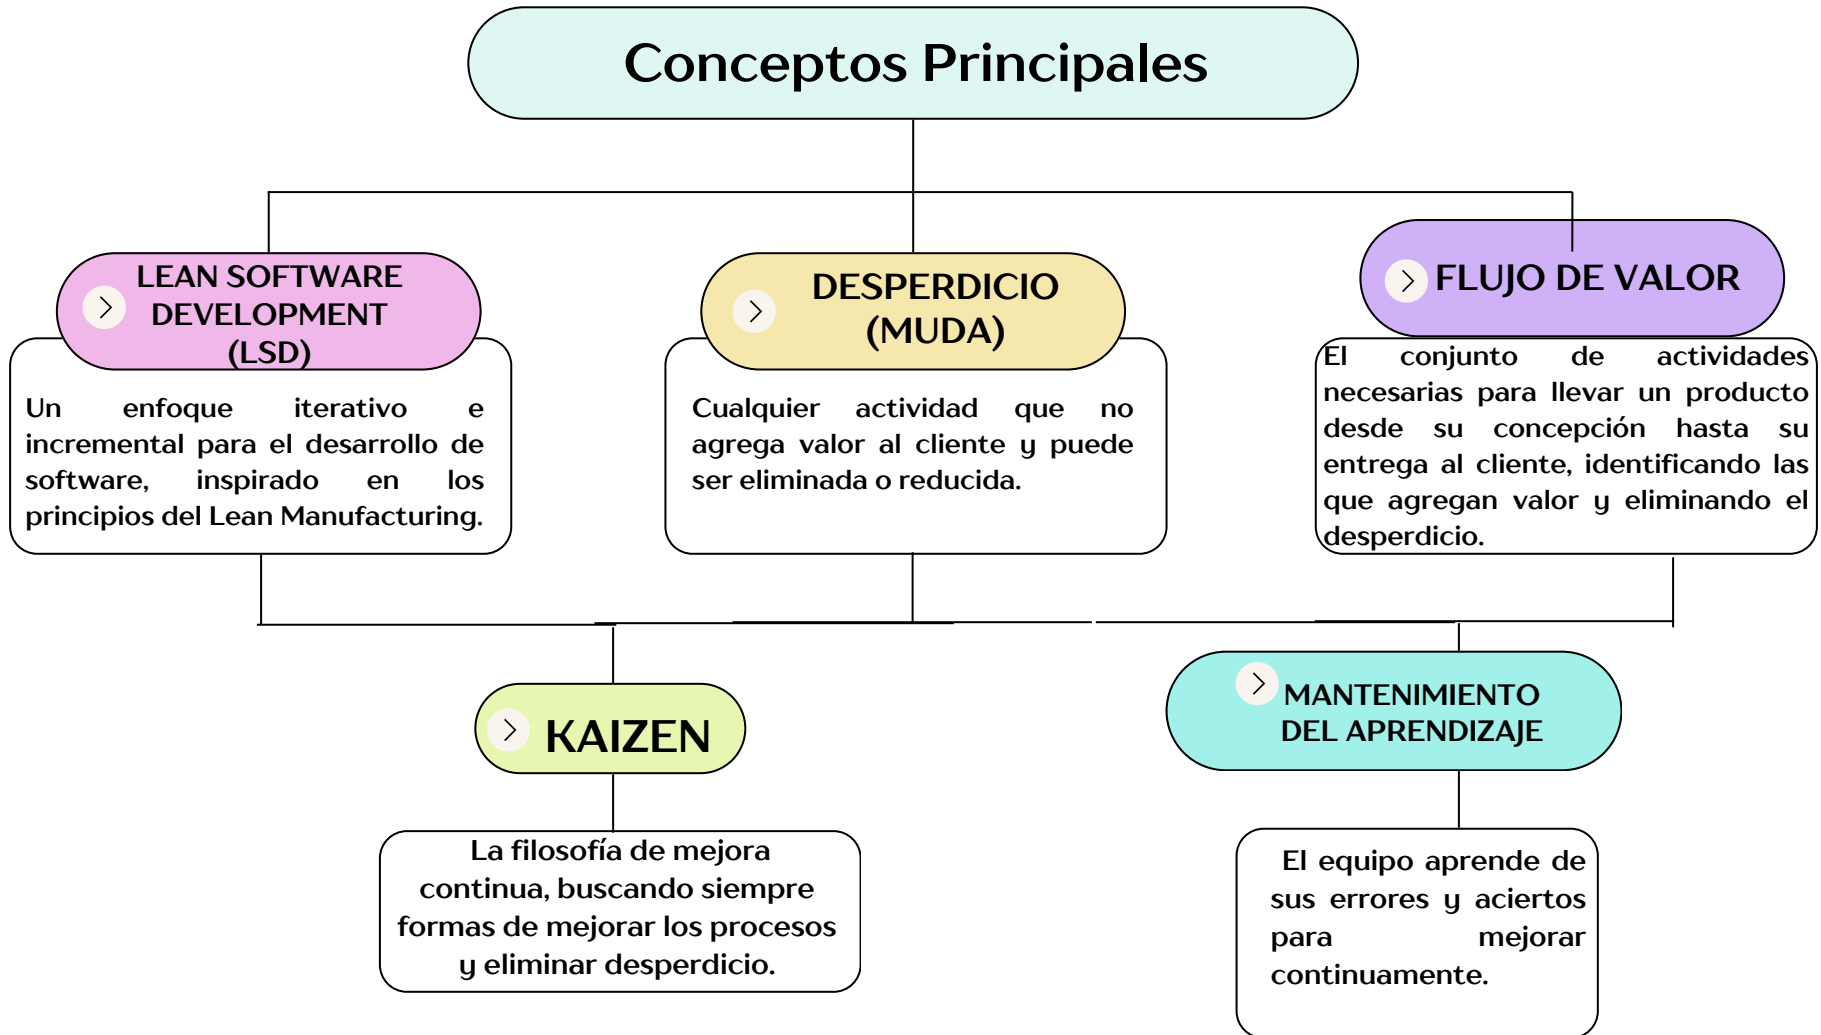 Conceptos Principales
LEAN SOFTWARE
DEVELOPMENT
(LSD)
Un enfoque iterativo e
incremental para el desarrollo de
software, inspirado en los
principios del Lean Manufacturing.
DESPERDICIO
(MUDA)
Cualquier actividad que no
agrega valor al cliente y puede
ser eliminada o reducida.
FLUJO DE VALOR
El conjunto de actividades
necesarias para llevar un producto
desde su concepción hasta su
entrega al cliente, identificando las
que agregan valor y eliminando el
desperdicio.
KAIZEN
La filosofía de mejora
continua, buscando siempre
formas de mejorar los procesos
y eliminar desperdicio.
MANTENIMIENTO
DEL APRENDIZAJE
El equipo aprende de
sus errores y aciertos
para mejorar
continuamente.